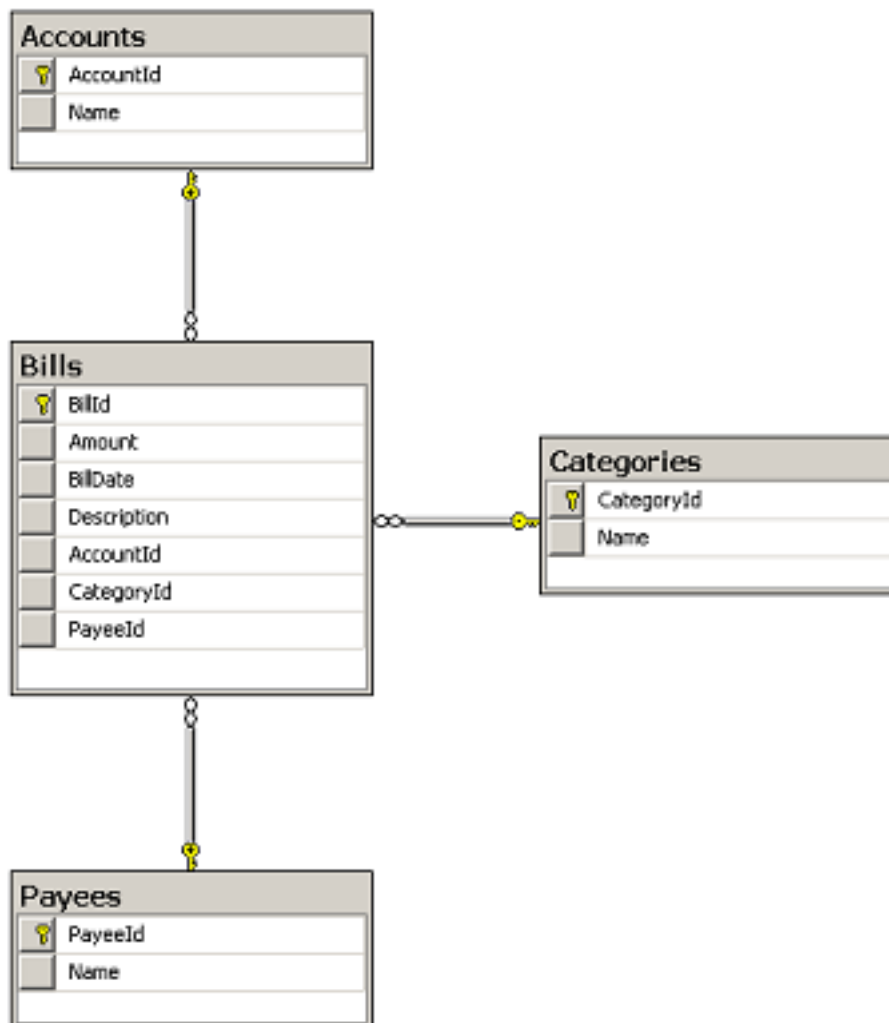 Accounts
AccountId
Name
Bills
BillId
Amount
BillDate
Description
AccountId
CategoryId
PayeeId
Categories
CategoryId
Name
Payees
PayeeId
Name